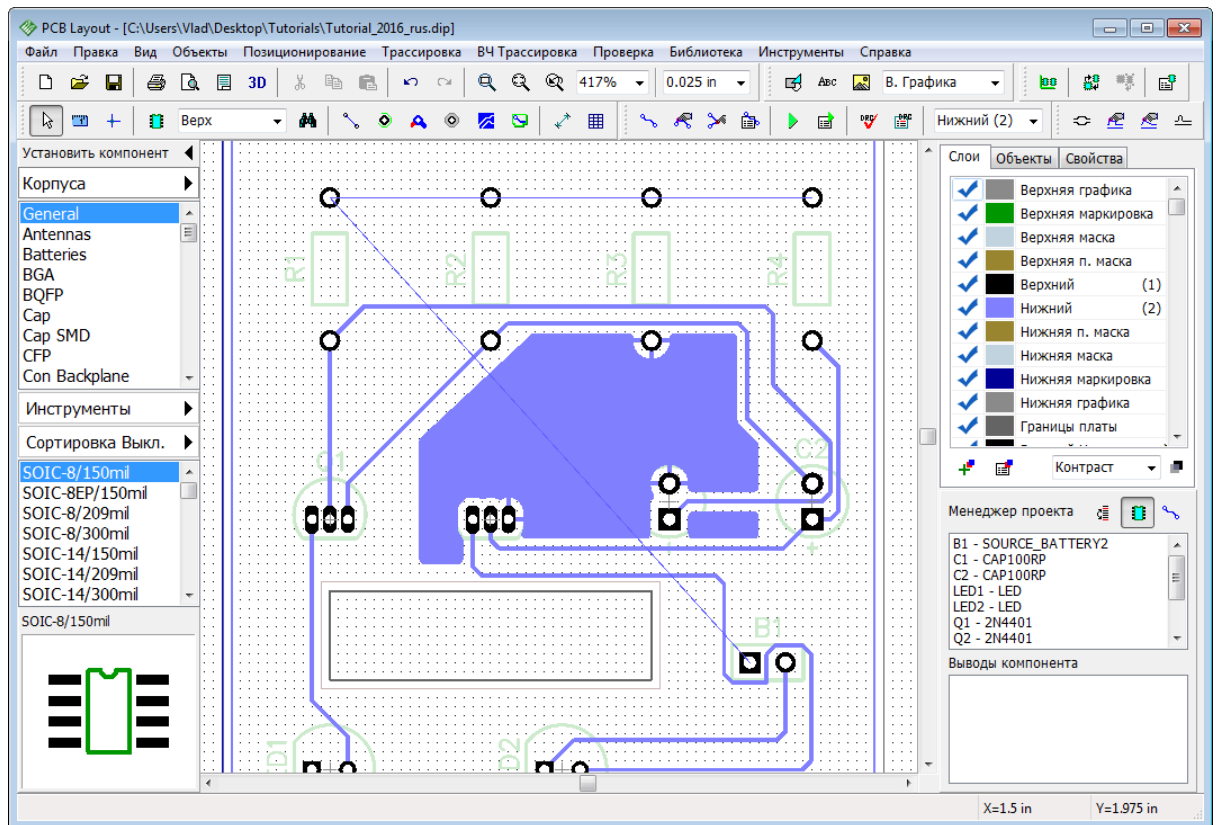 PCB Layout - [C:\Users\Vlad\Desktop\Tutorials\Tutorial_2016_rus.dip]
Файл Правка Вид Объекты Позиционирование Трассировка ВЧ Трассировка Проверка Библиотека Инструменты Справка
3D 417% 0.025 in ABC В. Графика
Верх DRC DRC Нижний (2)
Установить компонент
Корпуса
General
Antennas
Batteries
BGA
BQFP
Cap
Cap SMD
CFP
Con Backplane
Инструменты
Сортировка Выкл.
SOIC-8/150mil
SOIC-8EP/150mil
SOIC-8/209mil
SOIC-8/300mil
SOIC-14/150mil
SOIC-14/209mil
SOIC-14/300mil
SOIC-8/150mil
R1 R2 R3 R4
Q1 C2
B1
D1 D2
Слои Объекты Свойства
Верхняя графика
Верхняя маркировка
Верхняя маска
Верхняя п. маска
Верхний (1)
Нижний (2)
Нижняя п. маска
Нижняя маска
Нижняя маркировка
Нижняя графика
Границы платы
Контраст
Менеджер проекта
B1 - SOURCE_BATTERY2
C1 - CAP100RP
C2 - CAP100RP
LED1 - LED
LED2 - LED
Q1 - 2N4401
Q2 - 2N4401
Выводы компонента
X=1.5 in Y=1.975 in